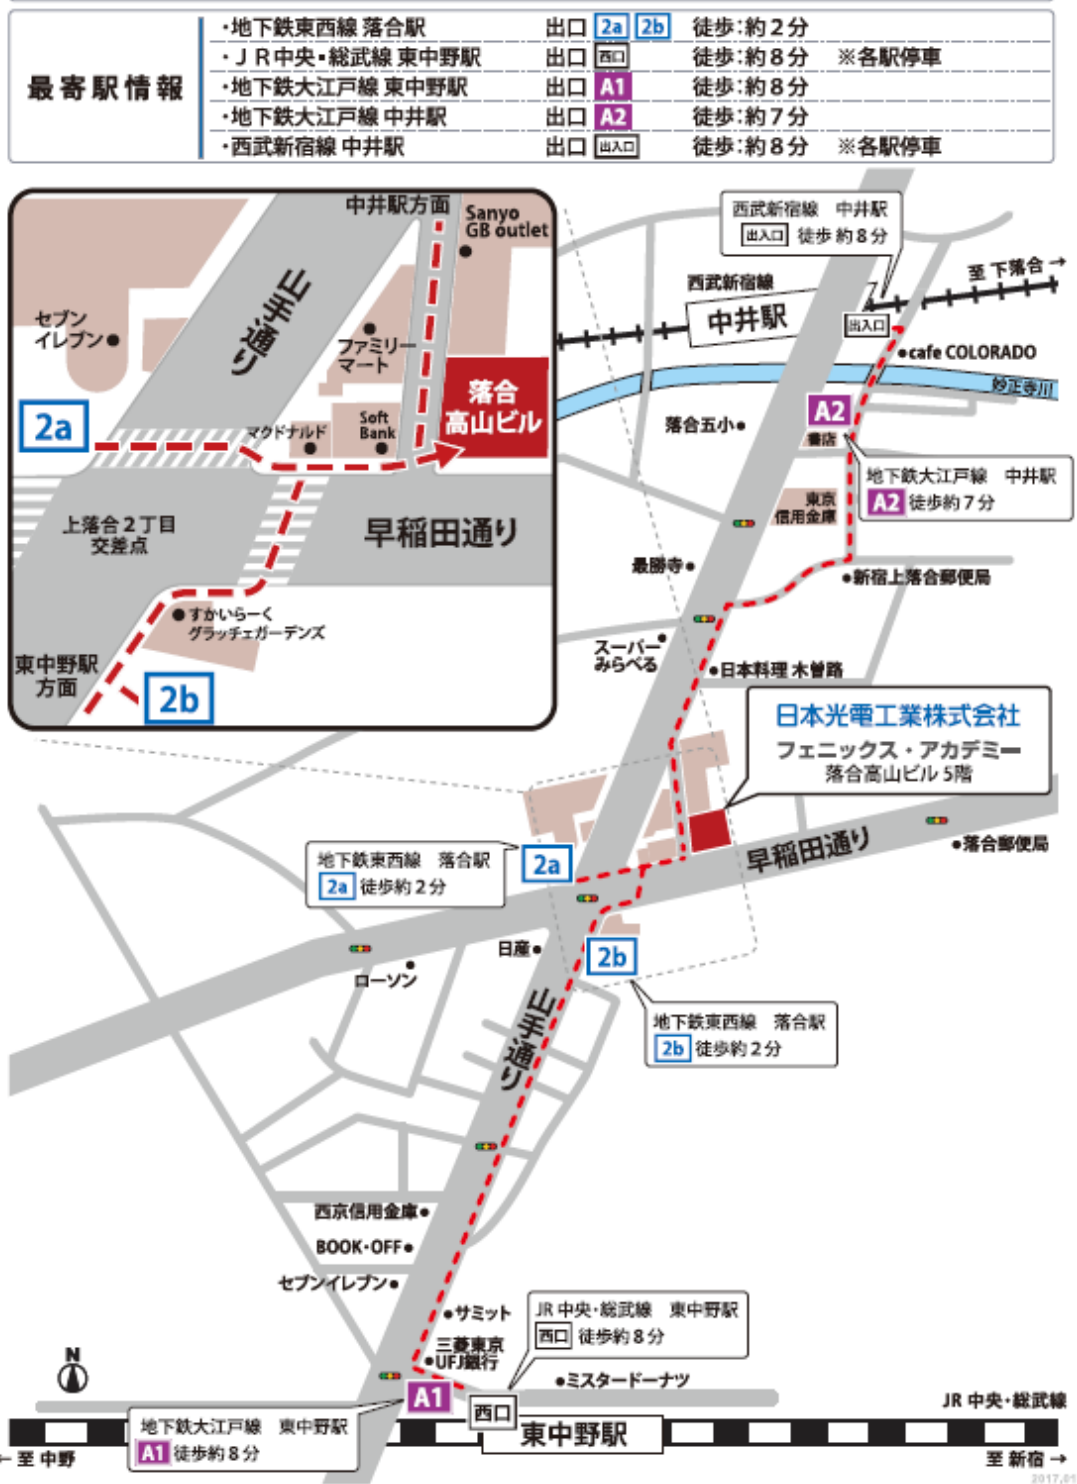 最寄駅情報
・地下鉄東西線 落合駅 出口 2a 2b 徒歩：約２分
・ＪＲ中央・総武線 東中野駅 出口 西口 徒歩：約８分 ※各駅停車
・地下鉄大江戸線 東中野駅 出口 A1 徒歩：約８分
・地下鉄大江戸線 中井駅 出口 A2 徒歩：約７分
・西武新宿線 中井駅 出口 出入口 徒歩：約８分 ※各駅停車
中井駅方面
Sanyo
GB outlet
山手通り
セブン
イレブン
ファミリー
マート
落合
高山ビル
2a
マクドナルド
Soft
Bank
上落合２丁目
交差点
早稲田通り
すかいらーく
グラッチェガーデンズ
東中野駅
方面
2b
西武新宿線 中井駅
出入口 徒歩 約８分
至 下落合 →
西武新宿線
中井駅
出入口
cafe COLORADO
妙正寺川
A2
書店
落合五小
地下鉄大江戸線 中井駅
A2 徒歩約７分
東京
信用金庫
最勝寺
新宿上落合郵便局
スーパー
みらべる
日本料理 木曽路
日本光電工業株式会社
フェニックス・アカデミー
落合高山ビル 5階
早稲田通り
落合郵便局
地下鉄東西線 落合駅
2a 徒歩約２分
2a
日産
2b
ローソン
山手通り
地下鉄東西線 落合駅
2b 徒歩約２分
西京信用金庫
BOOK・OFF
セブンイレブン
サミット
三菱東京
UFJ銀行
JR 中央・総武線 東中野駅
西口 徒歩約８分
ミスタードーナツ
N
A1
西口
JR 中央・総武線
地下鉄大江戸線 東中野駅
A1 徒歩約８分
東中野駅
← 至 中野
至 新宿 →
2017,01